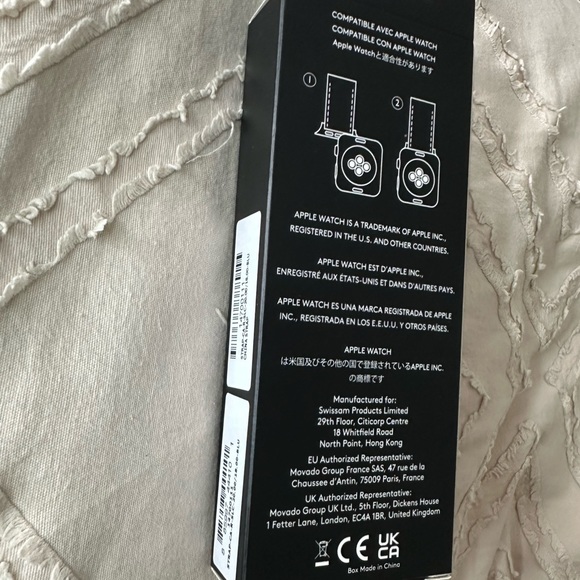 COMPATIBLE AVEC APPLE WATCH
COMPATIBLE CON APPLE WATCH
Apple Watchと適合性があります
1
2
APPLE WATCH IS A TRADEMARK OF APPLE INC.,
REGISTERED IN THE U.S. AND OTHER COUNTRIES.
APPLE WATCH EST D'APPLE INC.,
ENREGISTRÉ AUX ÉTATS-UNIS ET DANS D'AUTRES PAYS.
APPLE WATCH ES UNA MARCA REGISTRADA DE APPLE
INC., REGISTRADA EN LOS E.E.U.U. Y OTROS PAÍSES.
APPLE WATCH
は米国及びその他の国で登録されているAPPLE INC.
の商標です
Manufactured for:
Swissam Products Limited
29th Floor, Citicorp Centre
18 Whitfield Road
North Point, Hong Kong
EU Authorized Representative:
Movado Group France SAS, 47 rue de la
Chaussee d'Antin, 75009 Paris, France
UK Authorized Representative:
Movado Group UK Ltd., 5th Floor, Dickens House
1 Fetter Lane, London, EC4A 1BR, United Kingdom
CE UK
CA
Box Made in China